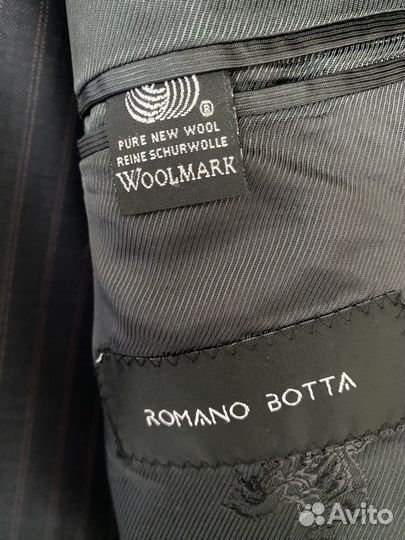 ®
PURE NEW WOOL
REINE SCHURWOLLE
WOOLMARK
ROMANO BOTTA
Avito